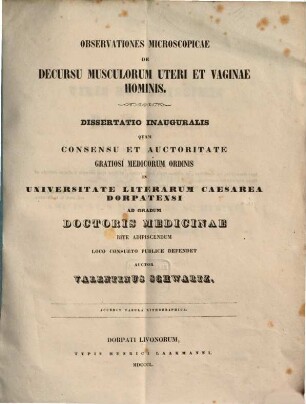 OBSERVATIONES MICROSCOPICAE
DE
DECURSU MUSCULORUM UTERI ET VAGINAE
HOMINIS.
DISSERTATIO INAUGURALIS
QUAM
CONSENSU ET AUCTORITATE
GRATIOSI MEDICORUM ORDINIS
IN
UNIVERSITATE LITERARUM CAESAREA
DORPATENSI
AD GRADUM
DOCTORIS MEDICINAE
RITE ADIPISCENDUM
LOCO CONSUETO PUBLICE DEFENDET
AUCTOR
VALENTINUS SCHWARTZ,
ACCEDIT TABULA LITHOGRAPHICA.
DORPATI LIVONORUM,
TYPIS HENRICI LAAKMANNI.
MDCCCL.